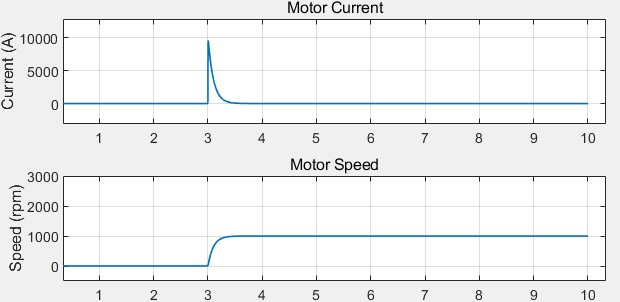 Motor Current
Current (A)
10000
5000
0
1 2 3 4 5 6 7 8 9 10
Motor Speed
Speed (rpm)
3000
2000
1000
0
1 2 3 4 5 6 7 8 9 10